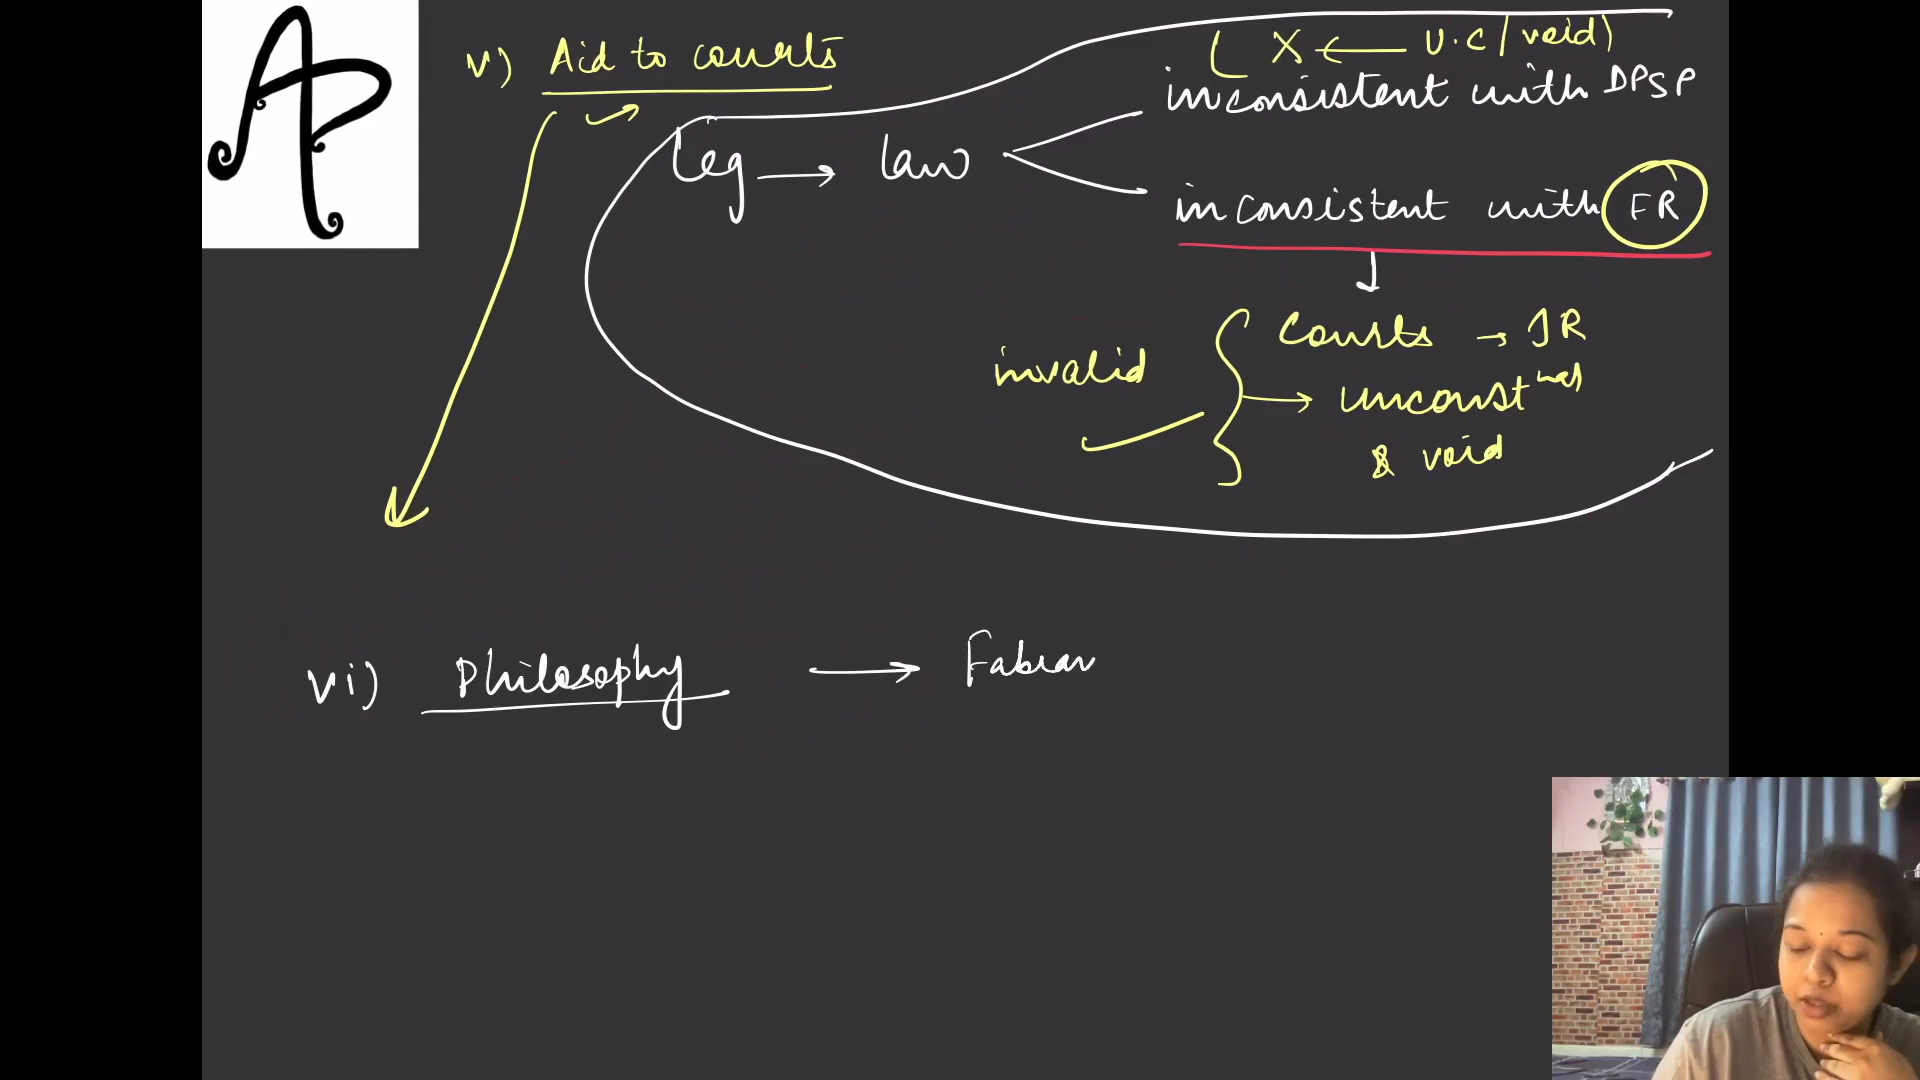 AP
v) Aid to courts
( X ← U.C / void)
inconsistent with DPSP
Leg → law
inconsistent with FR
Courts → JR
invalid
→ unconstnal
& void
vi) Philosophy → Fabian